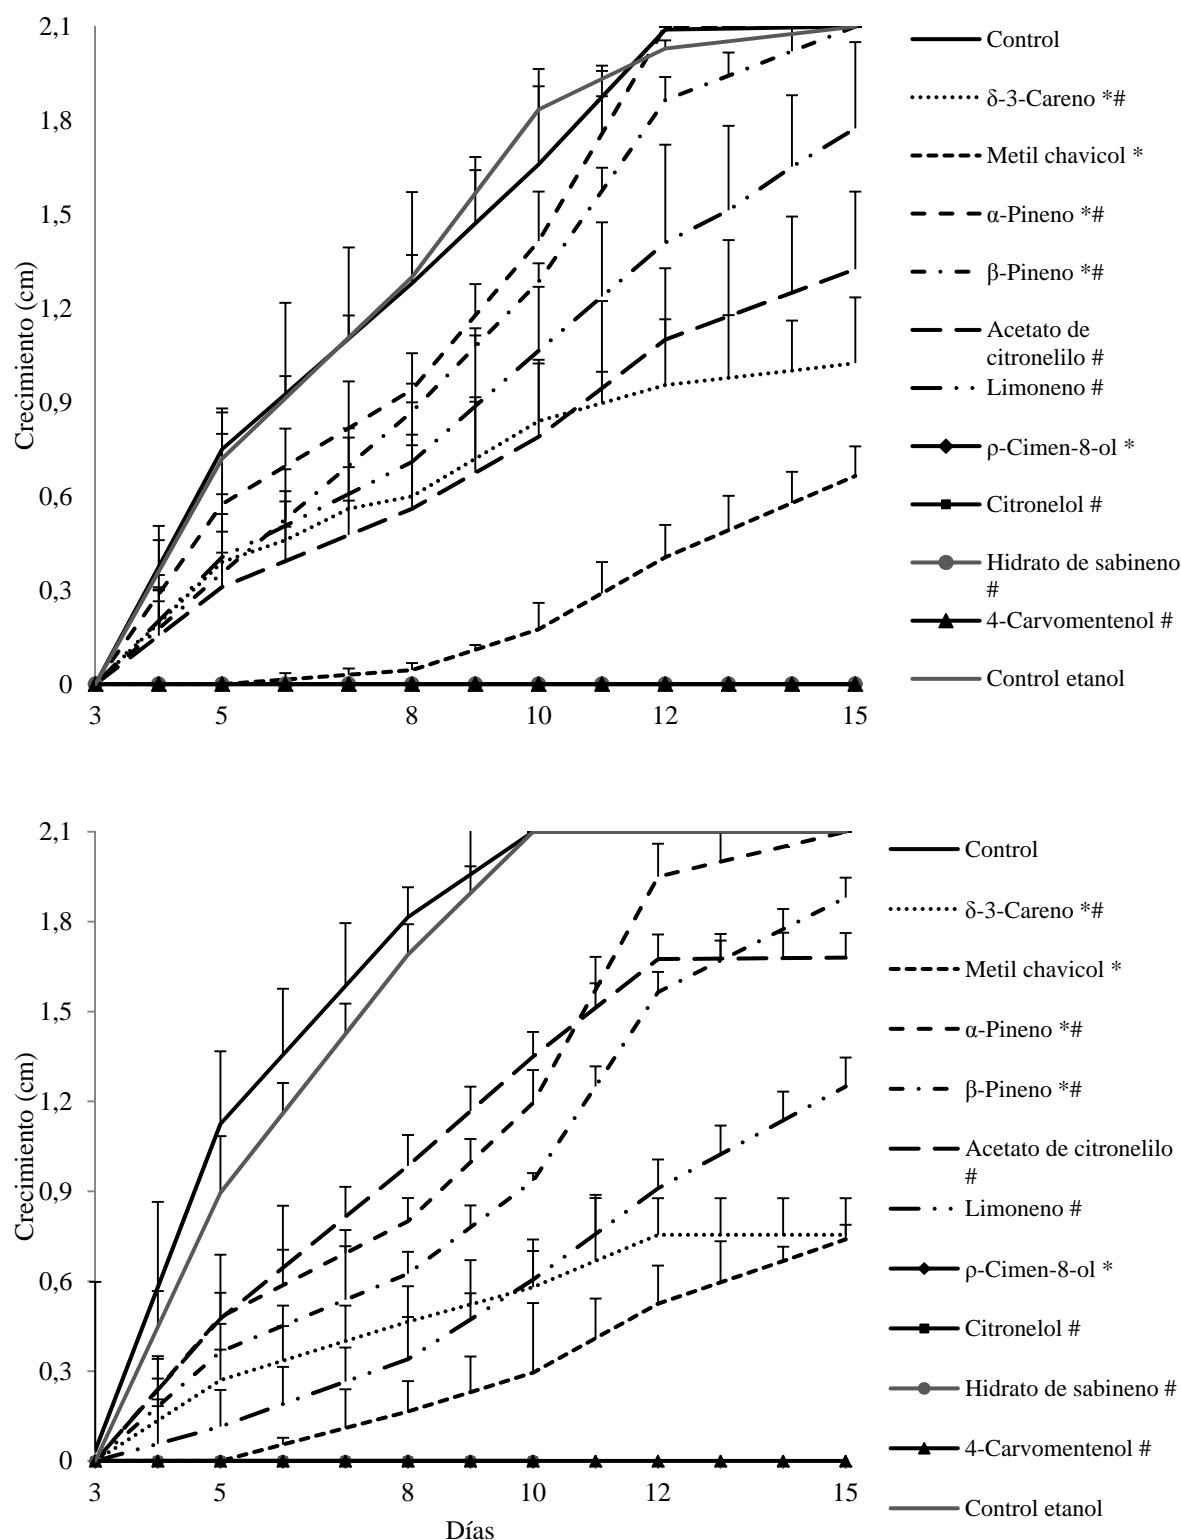 2,1
1,8
1,5
1,2
0,9
0,6
0,3
0
Crecimiento (cm)
3 5 8 10 12 15
Control
δ-3-Careno *#
Metil chavicol *
α-Pineno *#
β-Pineno *#
Acetato de
citronelilo #
Limoneno #
ρ-Cimen-8-ol *
Citronelol #
Hidrato de sabineno
#
4-Carvomentenol #
Control etanol
2,1
1,8
1,5
1,2
0,9
0,6
0,3
0
Crecimiento (cm)
3 5 8 10 12 15
Días
Control
δ-3-Careno *#
Metil chavicol *
α-Pineno *#
β-Pineno *#
Acetato de citronelilo
#
Limoneno #
ρ-Cimen-8-ol *
Citronelol #
Hidrato de sabineno #
4-Carvomentenol #
Control etanol